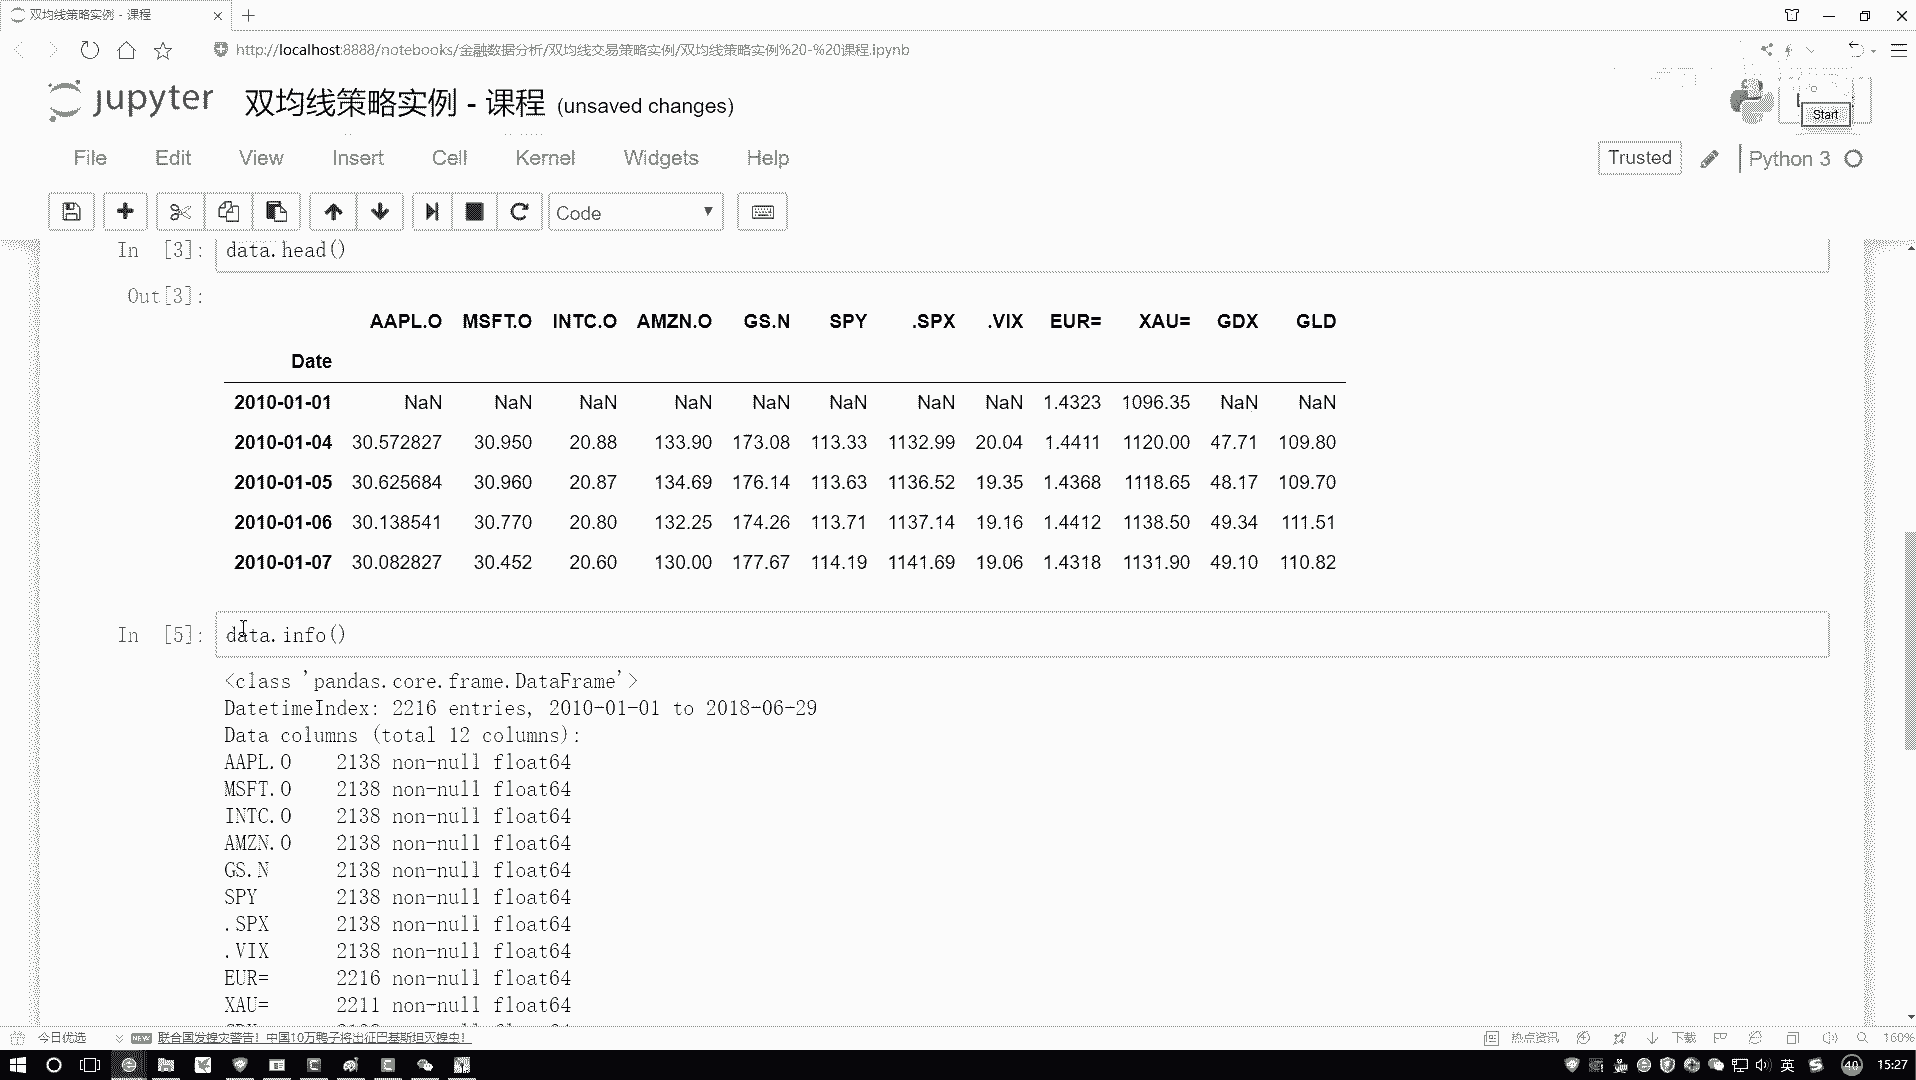 双均线策略实例 - 课程
http://localhost:8888/notebooks/金融数据分析/双均线交易策略实例/双均线策略实例%20-%20课程.ipynb
jupyter 双均线策略实例 - 课程 (unsaved changes)
Start
File Edit View Insert Cell Kernel Widgets Help Trusted Python 3
Code
In [3]: data.head()
Out[3]:
AAPL.O MSFT.O INTC.O AMZN.O GS.N SPY .SPX .VIX EUR= XAU= GDX GLD
Date
2010-01-01 NaN NaN NaN NaN NaN NaN NaN NaN 1.4323 1096.35 NaN NaN
2010-01-04 30.572827 30.950 20.88 133.90 173.08 113.33 1132.99 20.04 1.4411 1120.00 47.71 109.80
2010-01-05 30.625684 30.960 20.87 134.69 176.14 113.63 1136.52 19.35 1.4368 1118.65 48.17 109.70
2010-01-06 30.138541 30.770 20.80 132.25 174.26 113.71 1137.14 19.16 1.4412 1138.50 49.34 111.51
2010-01-07 30.082827 30.452 20.60 130.00 177.67 114.19 1141.69 19.06 1.4318 1131.90 49.10 110.82
In [5]: data.info()
<class 'pandas.core.frame.DataFrame'>
DatetimeIndex: 2216 entries, 2010-01-01 to 2018-06-29
Data columns (total 12 columns):
AAPL.O 2138 non-null float64
MSFT.O 2138 non-null float64
INTC.O 2138 non-null float64
AMZN.O 2138 non-null float64
GS.N 2138 non-null float64
SPY 2138 non-null float64
.SPX 2138 non-null float64
.VIX 2138 non-null float64
EUR= 2216 non-null float64
XAU= 2211 non-null float64
今日优选 NEW 联合国发蝗灾警告！中国10万鸭子将出征巴基斯坦灭蝗虫！ 热点资讯 下载 160%
英 40 15:27